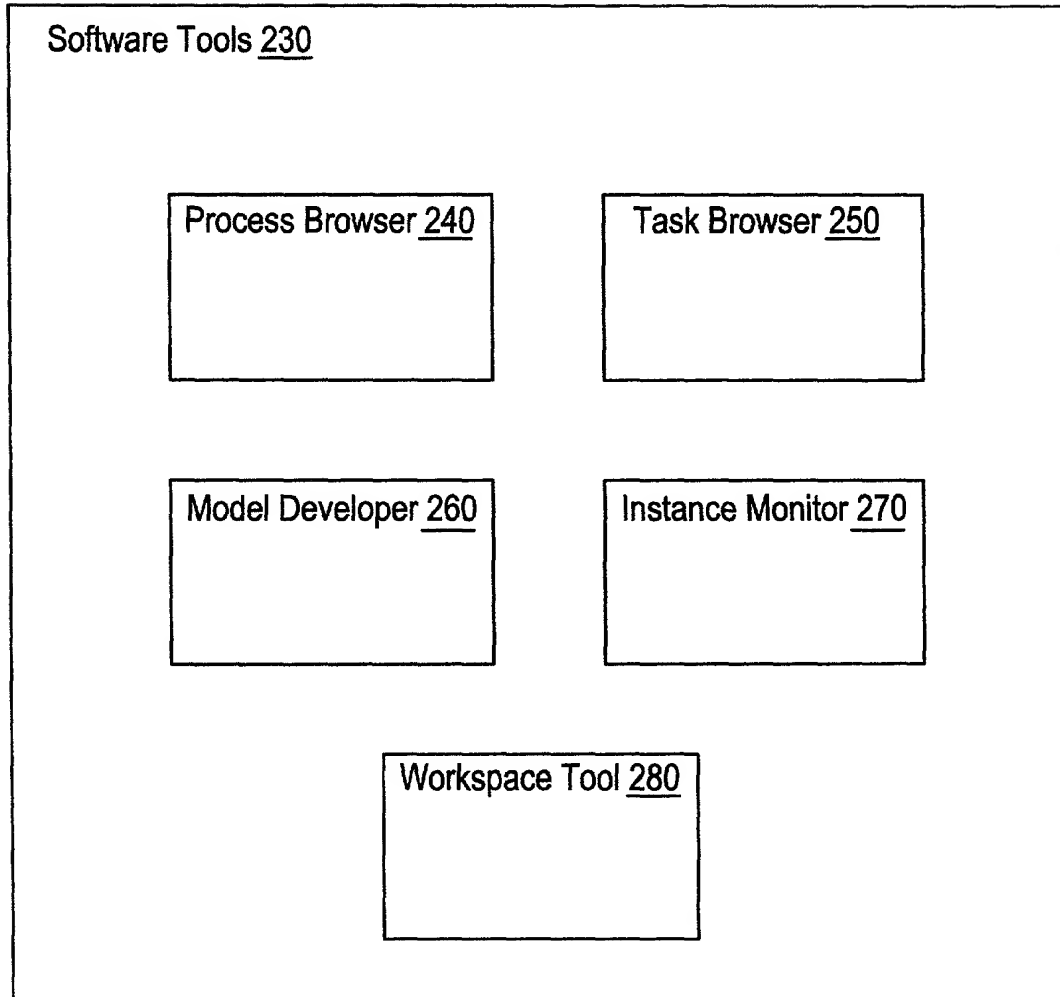 Software Tools 230
Process Browser 240
Task Browser 250
Model Developer 260
Instance Monitor 270
Workspace Tool 280